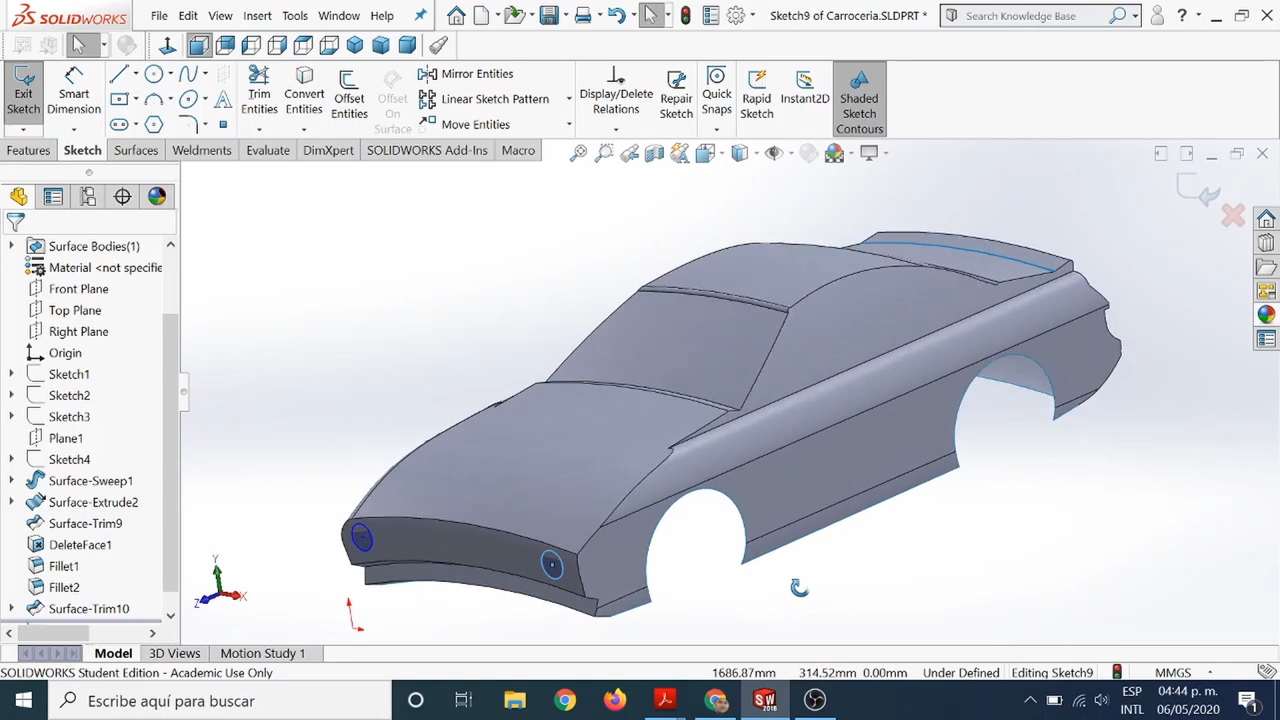 SOLIDWORKS
File Edit View Insert Tools Window Help
Sketch9 of Carroceria.SLDPRT *
Search Knowledge Base
?
Exit Sketch
Smart Dimension
Trim Entities
Convert Entities
Offset Entities
Offset On Surface
Mirror Entities
Linear Sketch Pattern
Move Entities
Display/Delete Relations
Repair Sketch
Quick Snaps
Rapid Sketch
Instant2D
Shaded Sketch Contours
Features Sketch Surfaces Weldments Evaluate DimXpert SOLIDWORKS Add-Ins Macro
Surface Bodies(1)
Material <not specifie
Front Plane
Top Plane
Right Plane
Origin
Sketch1
Sketch2
Sketch3
Plane1
Sketch4
Surface-Sweep1
Surface-Extrude2
Surface-Trim9
DeleteFace1
Fillet1
Fillet2
Surface-Trim10
Y
Z
X
Model 3D Views Motion Study 1
SOLIDWORKS Student Edition - Academic Use Only
1686.87mm 314.52mm 0.00mm Under Defined Editing Sketch9 MMGS
Escribe aquí para buscar
SW
2018
ESP
INTL
04:44 p. m.
06/05/2020
1